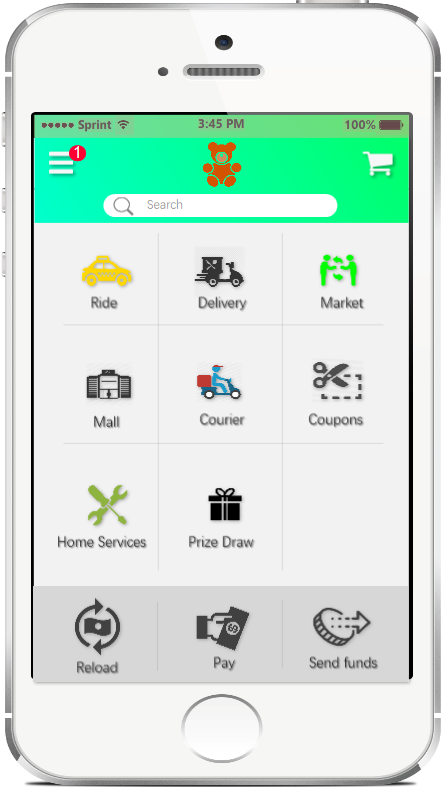 Sprint 3:45 PM 100%
1
Search
Ride Delivery Market
Mall Courier Coupons
Home Services Prize Draw
Reload Pay Send funds